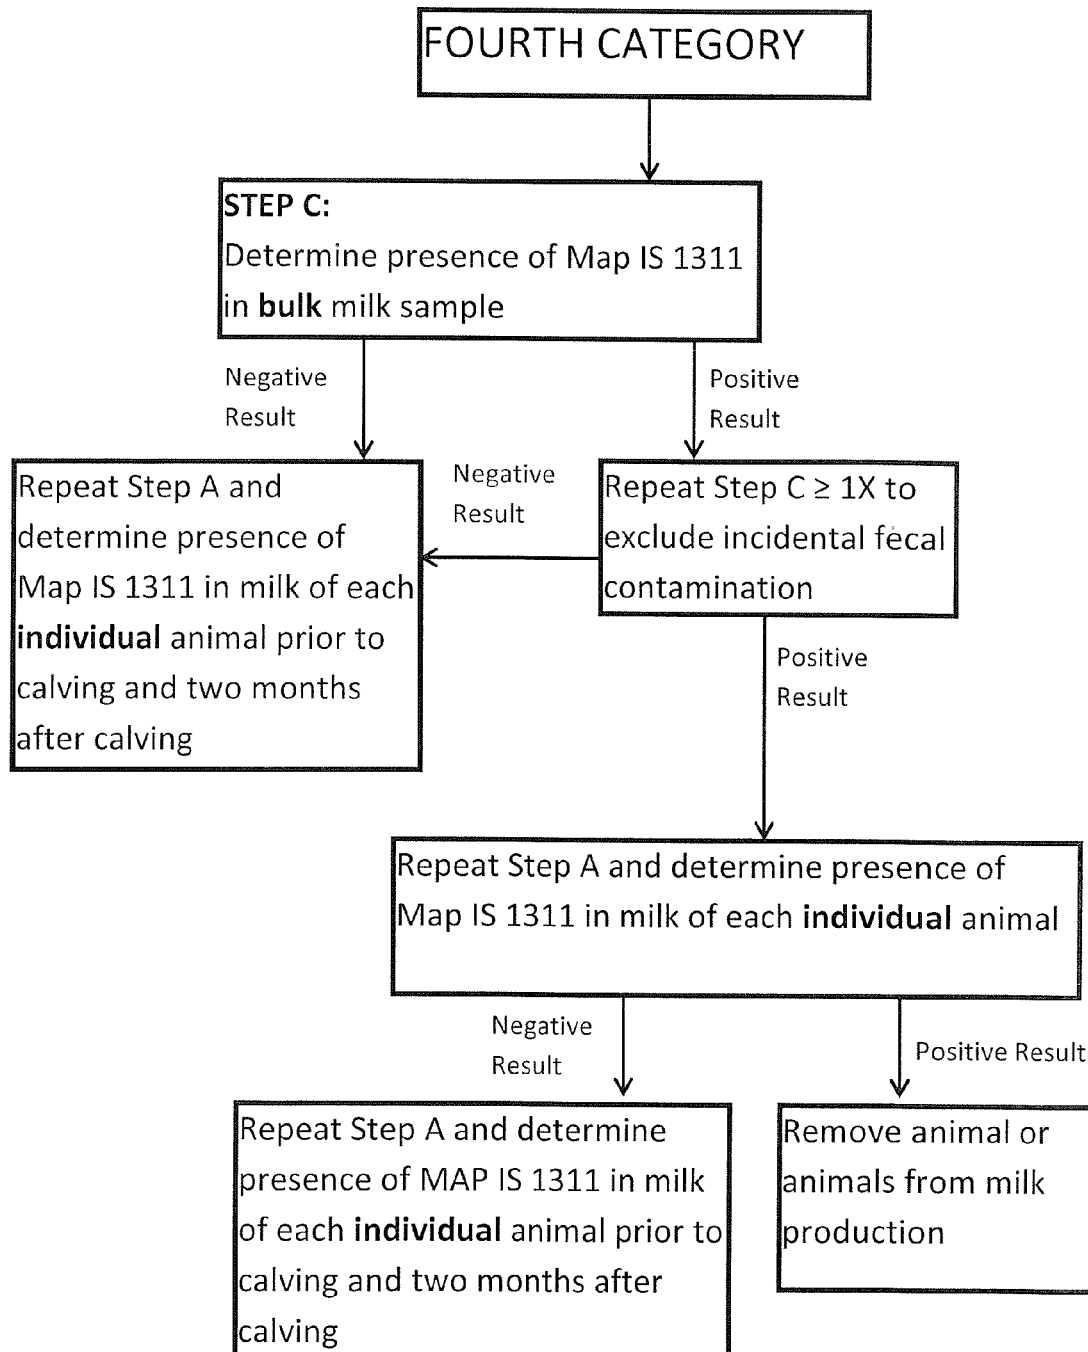 FOURTH CATEGORY
STEP C:
Determine presence of Map IS 1311
in bulk milk sample
Negative
Result
Positive
Result
Repeat Step A and
determine presence of
Map IS 1311 in milk of each
individual animal prior to
calving and two months
after calving
Negative
Result
Repeat Step C ≥ 1X to
exclude incidental fecal
contamination
Positive
Result
Repeat Step A and determine presence of
Map IS 1311 in milk of each individual animal
Negative
Result
Positive Result
Repeat Step A and determine
presence of MAP IS 1311 in milk
of each individual animal prior to
calving and two months after
calving
Remove animal or
animals from milk
production